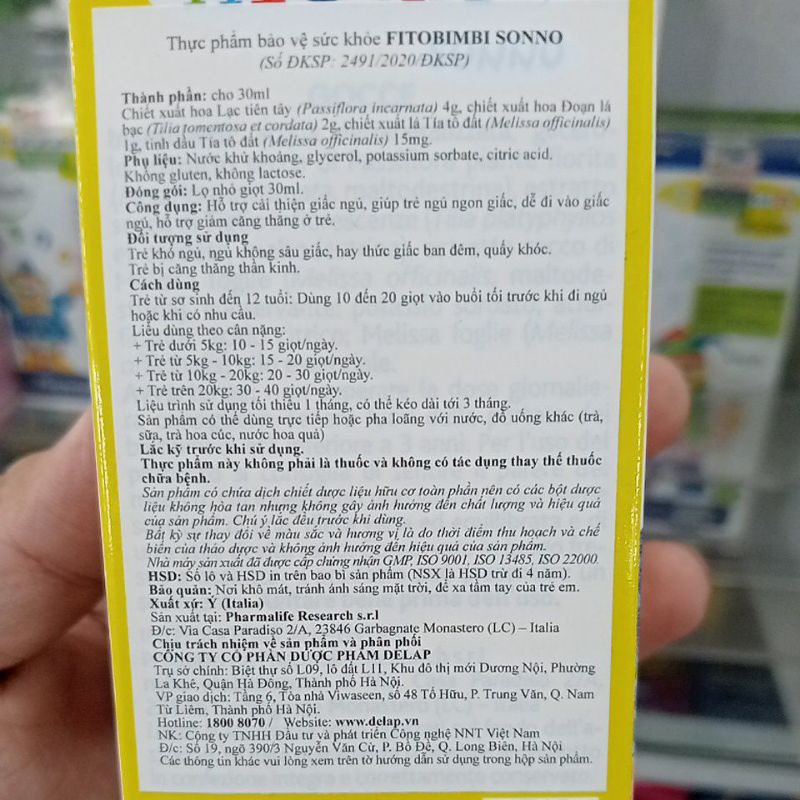 Thực phẩm bảo vệ sức khỏe FITOBIMBI SONNO
(Số ĐKSP: 2491/2020/ĐKSP)
Thành phần: cho 30ml
Chiết xuất hoa Lạc tiên tây (Passiflora incarnata) 4g, chiết xuất hoa Đoạn lá
bạc (Tilia tomentosa et cordata) 2g, chiết xuất lá Tía tô đất (Melissa officinalis)
1g, tinh dầu Tía tô đất (Melissa officinalis) 15mg.
Phụ liệu: Nước khử khoáng, glycerol, potassium sorbate, citric acid.
Không gluten, không lactose.
Đóng gói: Lọ nhỏ giọt 30ml.
Công dụng: Hỗ trợ cải thiện giấc ngủ, giúp trẻ ngủ ngon giấc, dễ đi vào giấc
ngủ, hỗ trợ giảm căng thăng ở trẻ.
Đối tượng sử dụng
Trẻ khó ngủ, ngủ không sâu giấc, hay thức giấc ban đêm, quấy khóc.
Trẻ bị căng thăng thần kinh.
Cách dùng
Trẻ từ sơ sinh đến 12 tuổi: Dùng 10 đến 20 giọt vào buổi tối trước khi đi ngủ
hoặc khi có nhu cầu.
Liều dùng theo cân nặng:
+ Trẻ dưới 5kg: 10 - 15 giọt/ngày.
+ Trẻ từ 5kg - 10kg: 15 - 20 giọt/ngày.
+ Trẻ từ 10kg - 20kg: 20 - 30 giọt/ngày.
+ Trẻ trên 20kg: 30 - 40 giọt/ngày.
Liệu trình sử dụng tối thiểu 1 tháng, có thể kéo dài tới 3 tháng.
Sản phẩm có thể dùng trực tiếp hoặc pha loãng với nước, đồ uống khác (trà,
sữa, trà hoa cúc, nước hoa quả)
Lắc kỹ trước khi sử dụng.
Thực phẩm này không phải là thuốc và không có tác dụng thay thế thuốc
chữa bệnh.
Sản phẩm có chứa dịch chiết dược liệu hữu cơ toàn phần nên có các bột dược
liệu không hòa tan nhưng không gây ảnh hưởng đến chất lượng và hiệu quả
của sản phẩm. Chú ý lắc đều trước khi dùng.
Bất kỳ sự thay đổi về màu sắc và hương vị là do thời điểm thu hoạch và chế
biến của thảo dược và không ảnh hưởng đến hiệu quả của sản phẩm.
Nhà máy sản xuất đã được cấp chứng nhận GMP, ISO 9001, ISO 13485, ISO 22000.
HSD: Số lô và HSD in trên bao bì sản phẩm (NSX là HSD trừ đi 4 năm).
Bảo quản: Nơi khô mát, tránh ánh sáng mặt trời, để xa tầm tay của trẻ em.
Xuất xứ: Ý (Italia)
Sản xuất tại: Pharmalife Research s.r.l
Đ/c: Via Casa Paradiso 2/A, 23846 Garbagnate Monastero (LC) – Italia
Chịu trách nhiệm về sản phẩm và phân phối
CÔNG TY CỔ PHẦN DƯỢC PHẨM DELAP
Trụ sở chính: Biệt thự số L09, lô đất L11, Khu đô thị mới Dương Nội, Phường
La Khê, Quận Hà Đông, Thành phố Hà Nội.
VP giao dịch: Tầng 6, Tòa nhà Viwaseen, số 48 Tố Hữu, P. Trung Văn, Q. Nam
Từ Liêm, Thành phố Hà Nội.
Hotline: 1800 8070 / Website: www.delap.vn
NK: Công ty TNHH Đầu tư và phát triển Công nghệ NNT Việt Nam
Đ/c: Số 19, ngõ 390/3 Nguyễn Văn Cừ, P. Bồ Đề, Q. Long Biên, Hà Nội
Các thông tin khác vui lòng xem trên tờ hướng dẫn sử dụng trong hộp sản phẩm.